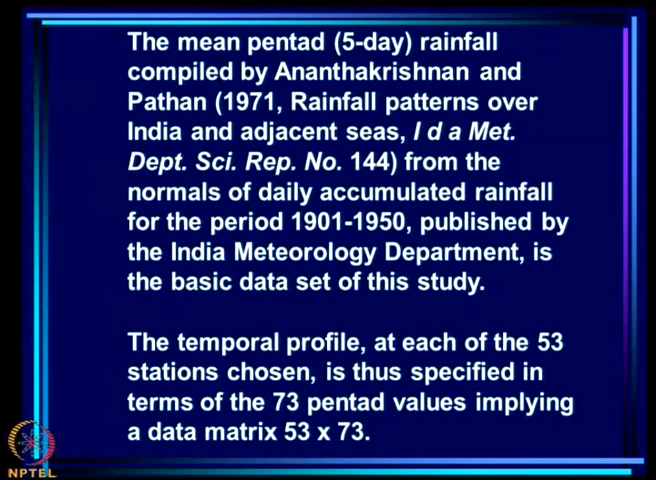 The mean pentad (5-day) rainfall
compiled by Ananthakrishnan and
Pathan (1971, Rainfall patterns over
India and adjacent seas, I d a Met.
Dept. Sci. Rep. No. 144) from the
normals of daily accumulated rainfall
for the period 1901-1950, published by
the India Meteorology Department, is
the basic data set of this study.
The temporal profile, at each of the 53
stations chosen, is thus specified in
terms of the 73 pentad values implying
a data matrix 53 x 73.
NPTEL